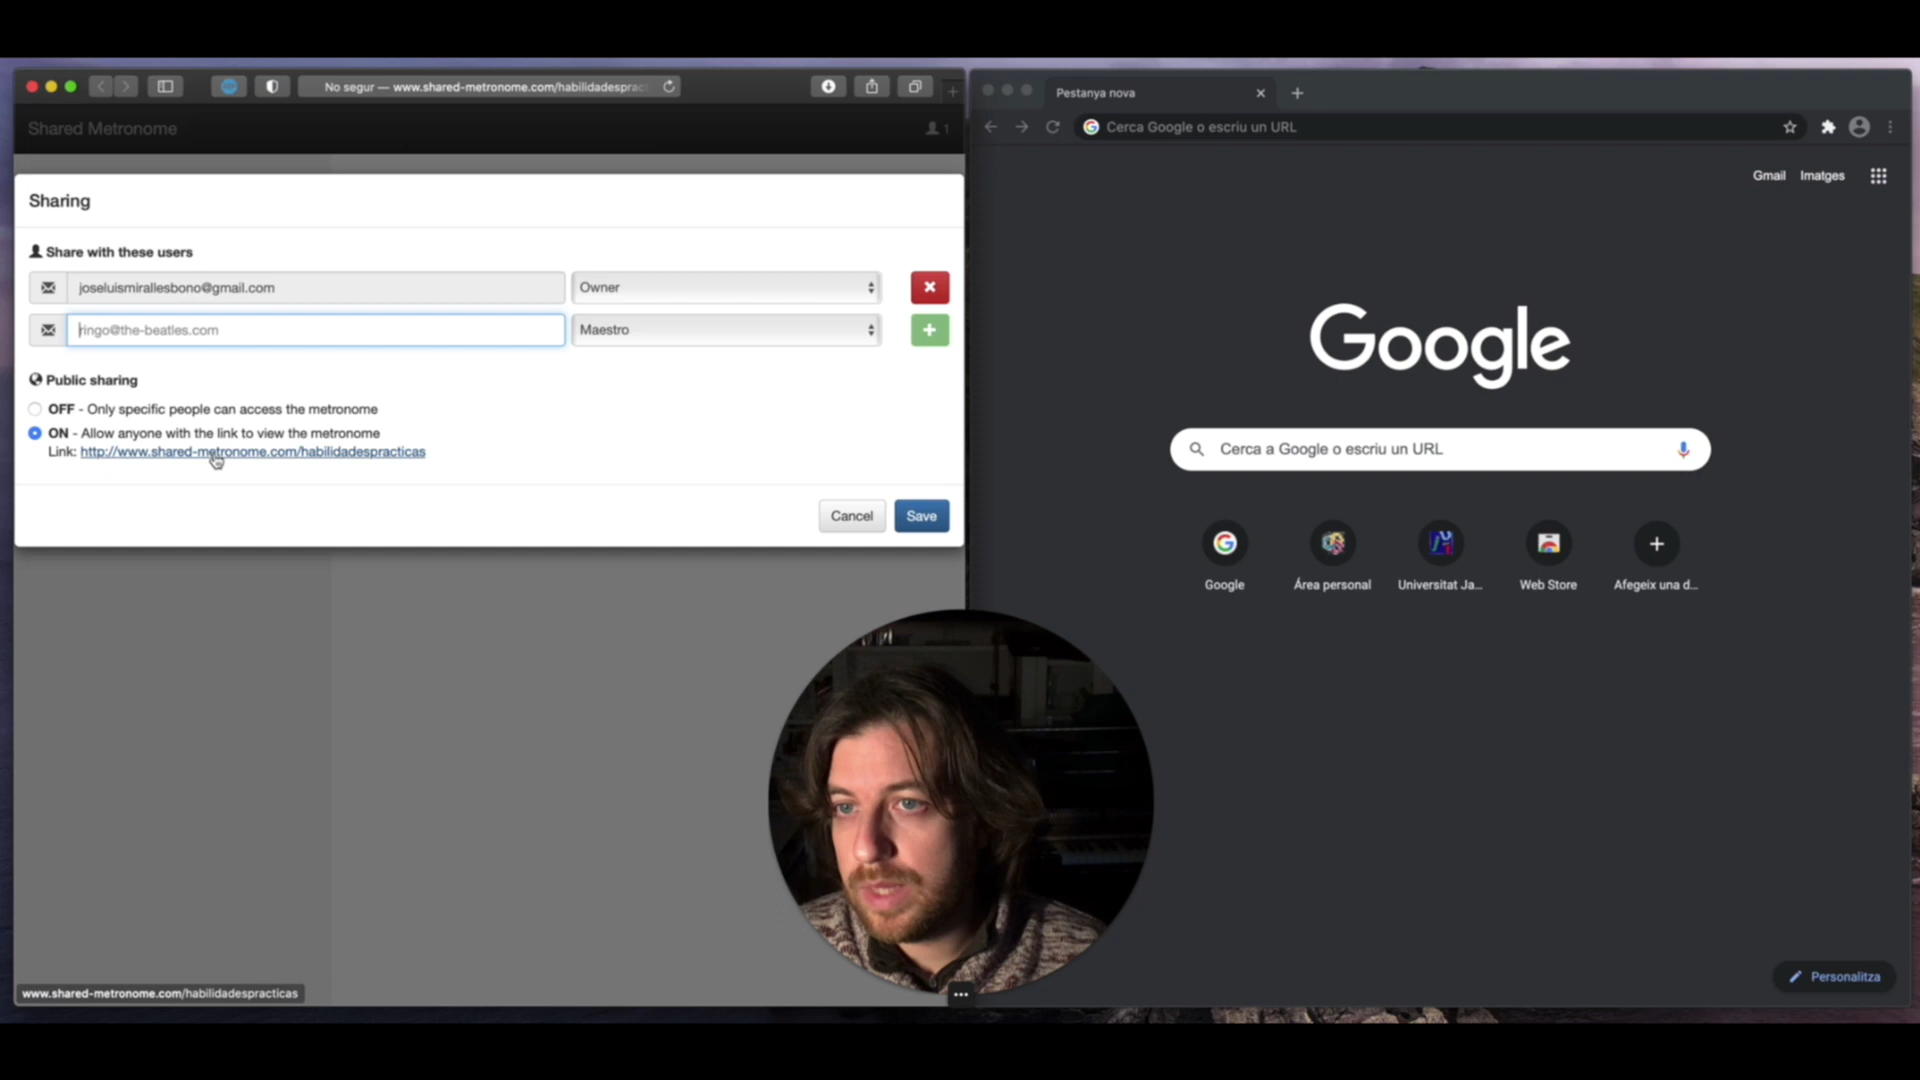 No segur — www.shared-metronome.com/habilidadesprac
Shared Metronome
1
Sharing
Share with these users
joseluismirallesbono@gmail.com
Owner
ringo@the-beatles.com
Maestro
Public sharing
OFF - Only specific people can access the metronome
ON - Allow anyone with the link to view the metronome
Link: http://www.shared-metronome.com/habilidadespracticas
Cancel
Save
www.shared-metronome.com/habilidadespracticas
Pestanya nova
Cerca Google o escriu un URL
Gmail
Imatges
Google
Cerca a Google o escriu un URL
Google
Área personal
Universitat Ja...
Web Store
Afegeix una d...
Personalitza